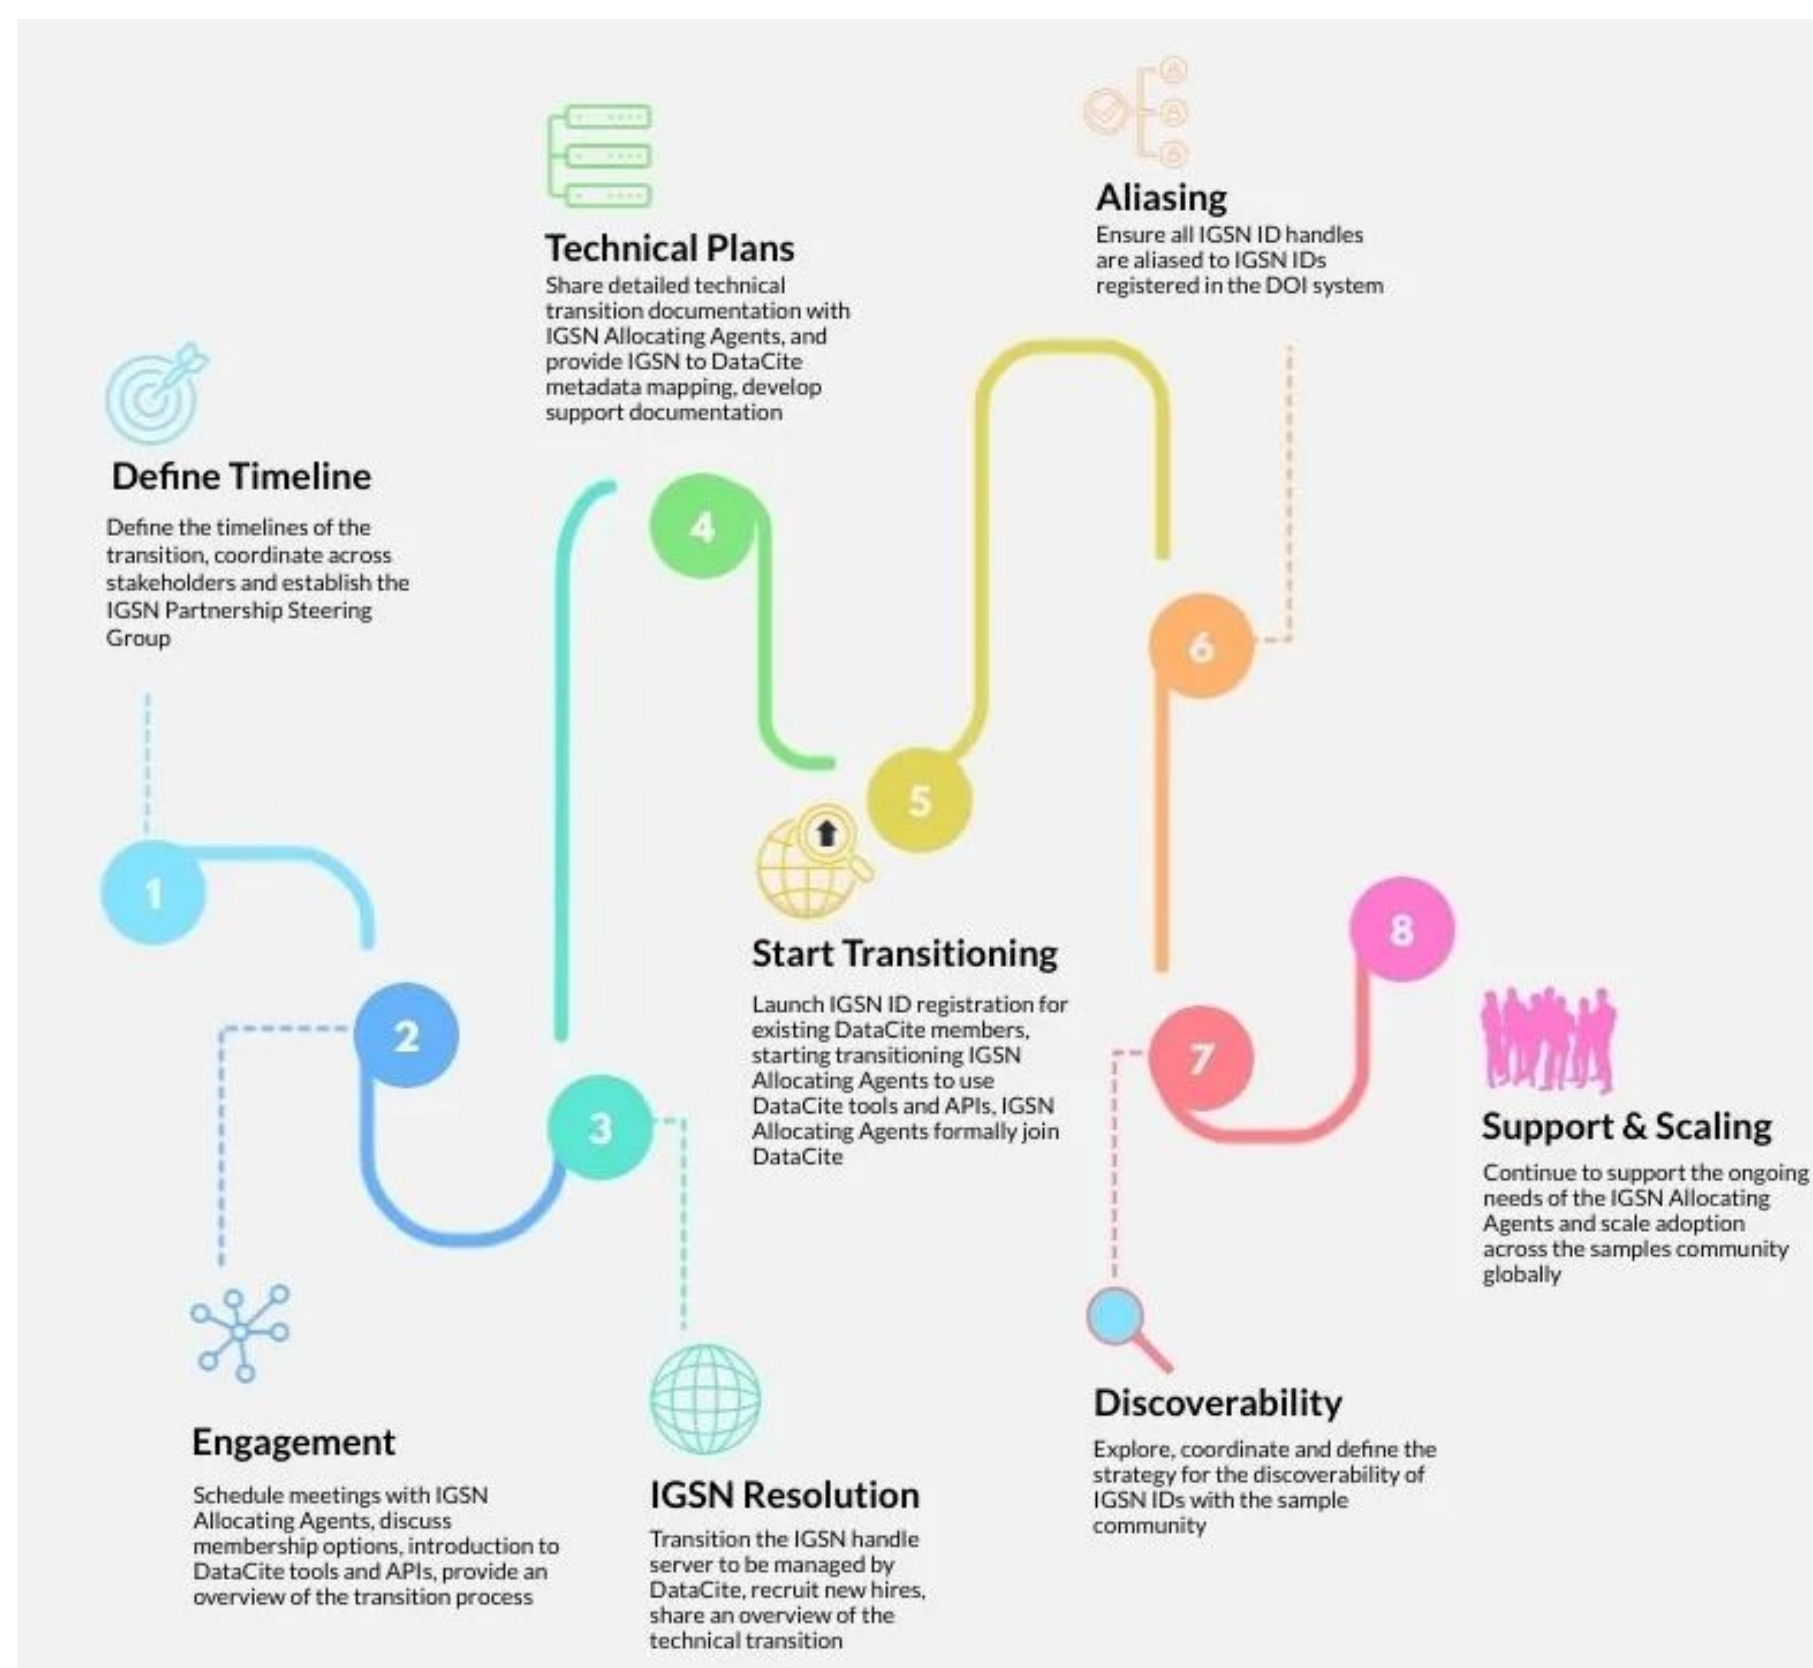 Define Timeline
Define the timelines of the
transition, coordinate across
stakeholders and establish the
IGSN Partnership Steering
Group
1
2
Engagement
Schedule meetings with IGSN
Allocating Agents, discuss
membership options, introduction to
DataCite tools and APIs, provide an
overview of the transition process
3
IGSN Resolution
Transition the IGSN handle
server to be managed by
DataCite, recruit new hires,
share an overview of the
technical transition
Technical Plans
Share detailed technical
transition documentation with
IGSN Allocating Agents, and
provide IGSN to DataCite
metadata mapping, develop
support documentation
4
5
Start Transitioning
Launch IGSN ID registration for
existing DataCite members,
starting transitioning IGSN
Allocating Agents to use
DataCite tools and APIs, IGSN
Allocating Agents formally join
DataCite
Aliasing
Ensure all IGSN ID handles
are aliased to IGSN IDs
registered in the DOI system
6
7
Discoverability
Explore, coordinate and define the
strategy for the discoverability of
IGSN IDs with the sample
community
8
Support & Scaling
Continue to support the ongoing
needs of the IGSN Allocating
Agents and scale adoption
across the samples community
globally